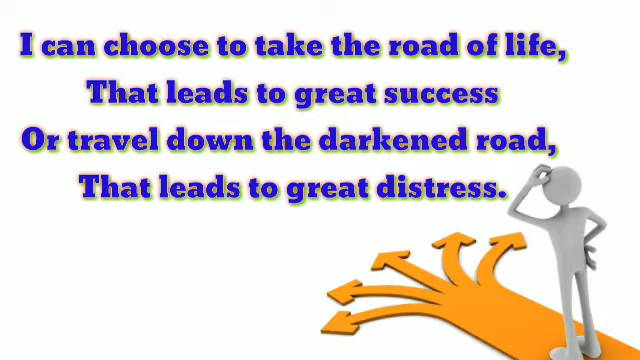 I can choose to take the road of life,
That leads to great success
Or travel down the darkened road,
That leads to great distress.